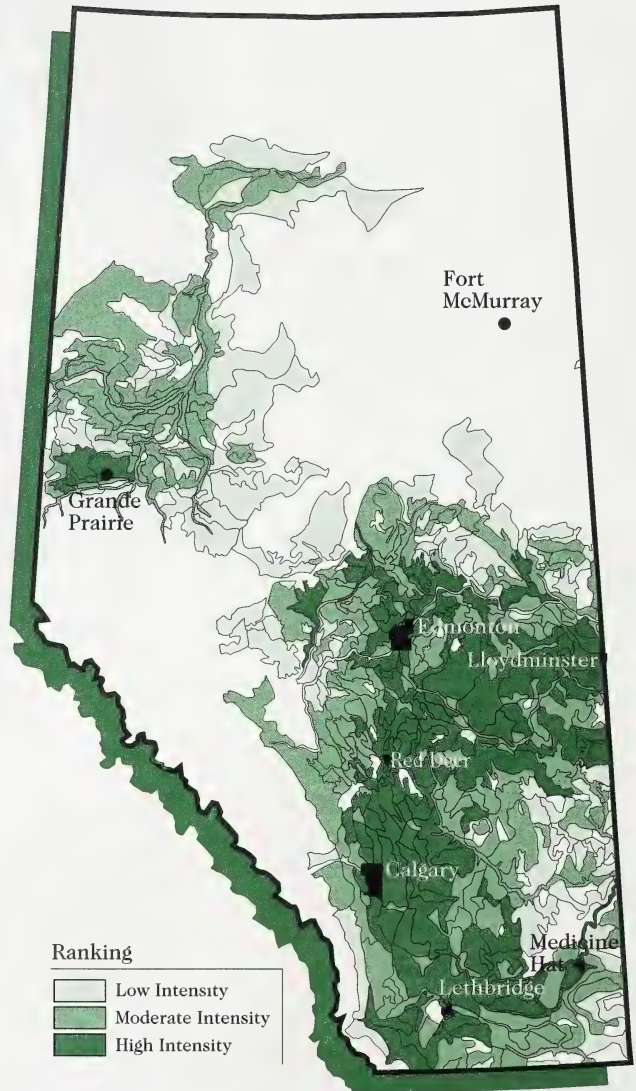 Fort
McMurray
Grande
Prairie
Edmonton
Lloydminster
Red Deer
Calgary
Medicine
Hat
Lethbridge
Ranking
Low Intensity
Moderate Intensity
High Intensity